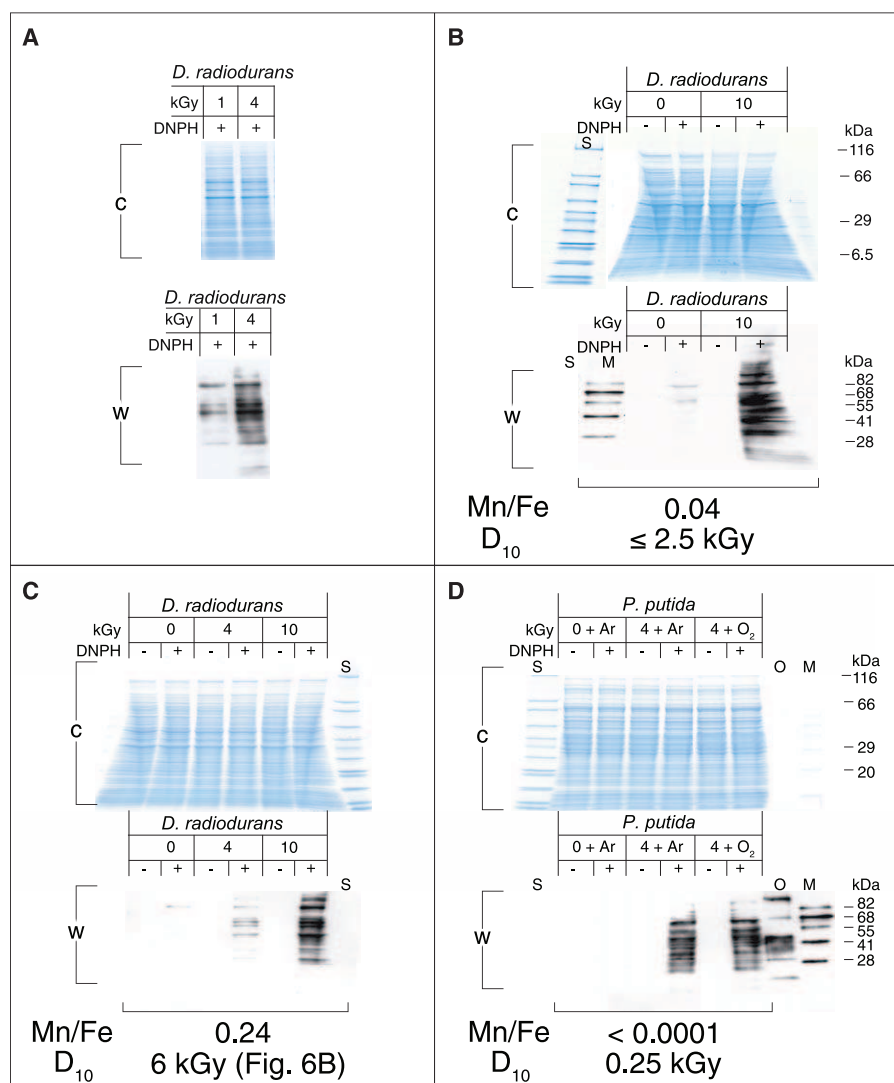 A
D. radiodurans
kGy 1 4
DNPH + +
C
D. radiodurans
kGy 1 4
DNPH + +
W
B
D. radiodurans
kGy 0 10
DNPH - + - +
S
kDa
116
66
29
6.5
C
D. radiodurans
kGy 0 10
DNPH - + - +
S M
kDa
82
68
55
41
28
W
Mn/Fe 0.04
D10 ≤ 2.5 kGy
C
D. radiodurans
kGy 0 4 10
DNPH - + - + - +
S
C
D. radiodurans
0 4 10
- + - + - +
S
W
Mn/Fe 0.24
D10 6 kGy (Fig. 6B)
D
P. putida
kGy 0 + Ar 4 + Ar 4 + O2
DNPH - + - + - +
S O M
kDa
116
66
29
20
C
P. putida
0 + Ar 4 + Ar 4 + O2
- + - + - +
S O M
kDa
82
68
55
41
28
W
Mn/Fe < 0.0001
D10 0.25 kGy